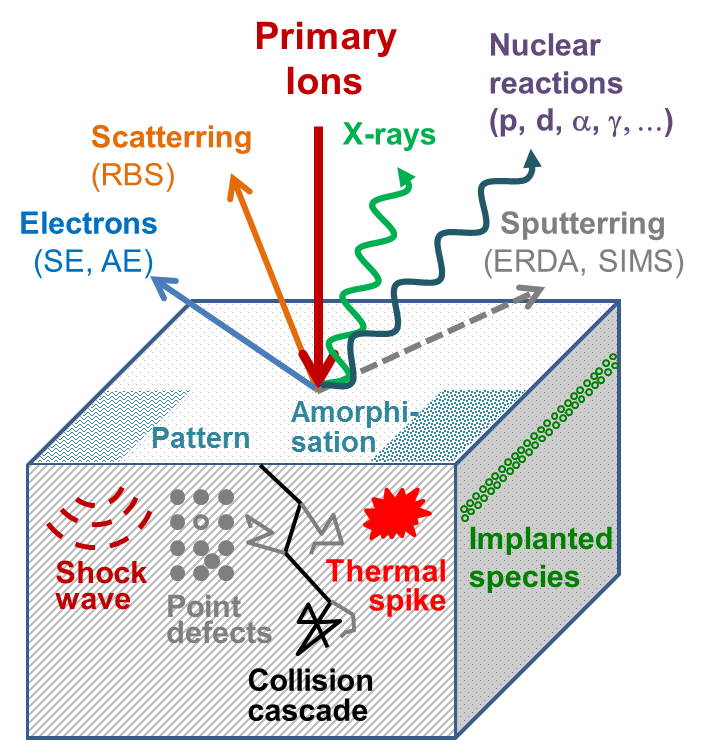 Primary
Ions
Nuclear
reactions
(p, d, α, γ, ...)
Scatterring
(RBS)
X-rays
Electrons
(SE, AE)
Sputterring
(ERDA, SIMS)
Pattern
Amorphi-
sation
Shock
wave
Point
defects
Collision
cascade
Thermal
spike
Implanted
species